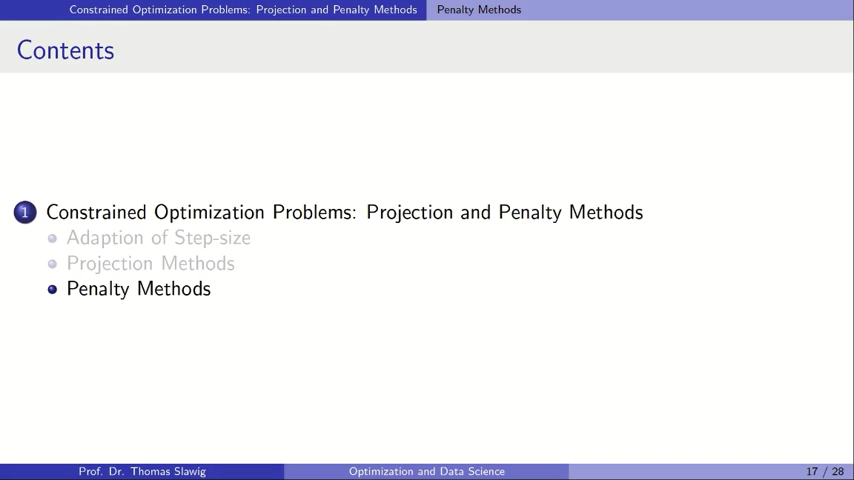 Constrained Optimization Problems: Projection and Penalty Methods Penalty Methods
Contents
1 Constrained Optimization Problems: Projection and Penalty Methods
Adaption of Step-size
Projection Methods
Penalty Methods
Prof. Dr. Thomas Slawig Optimization and Data Science 17 / 28